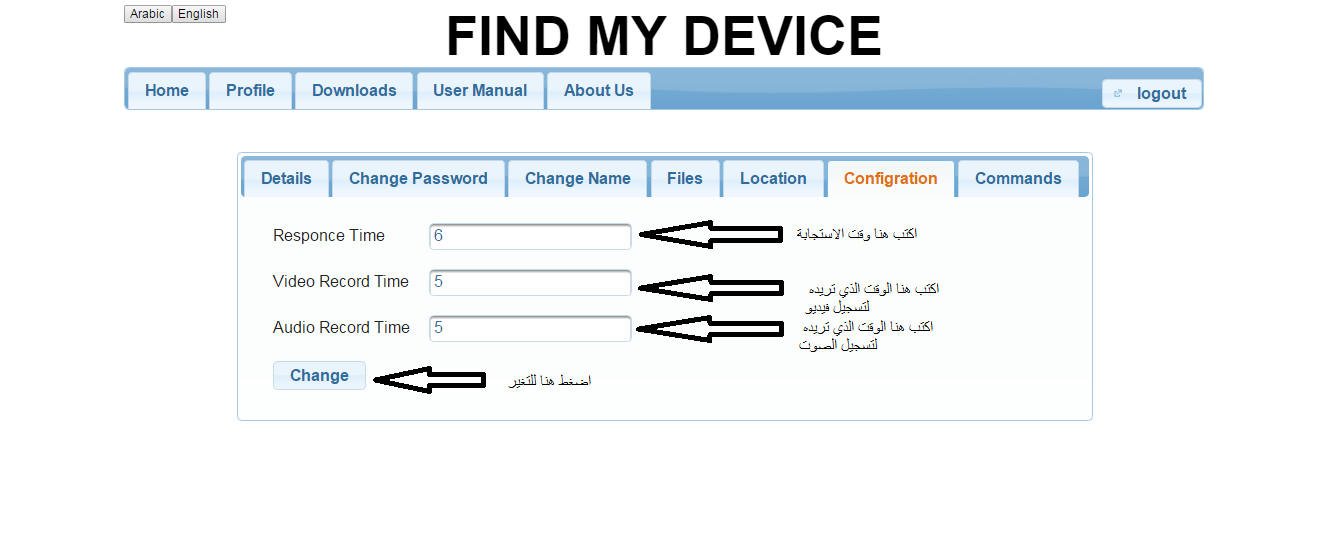 Arabic English
FIND MY DEVICE
Home Profile Downloads User Manual About Us logout
Details Change Password Change Name Files Location Configration Commands
Responce Time 6 اكتب هنا وقت الاستجابة
Video Record Time 5 اكتب هنا الوقت الذي تريده
لتسجيل فيديو
Audio Record Time 5 اكتب هنا الوقت الذي تريده
لتسجيل الصوت
Change اضغط هنا للتغير